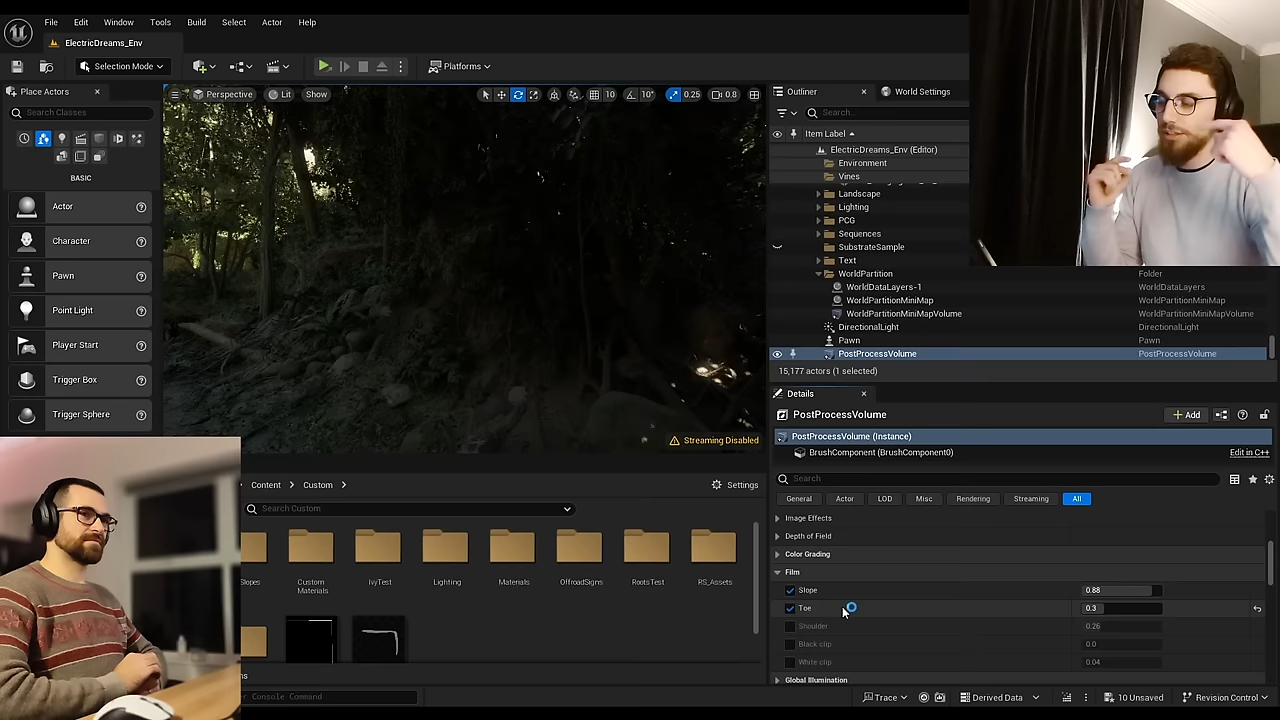 File Edit Window Tools Build Select Actor Help
ElectricDreams_Env
Selection Mode
Platforms
Place Actors
Search Classes
BASIC
Actor
Character
Pawn
Point Light
Player Start
Trigger Box
Trigger Sphere
Perspective Lit Show
10 10° 0.25 0.8
Streaming Disabled
Outliner World Settings
Search...
Item Label
ElectricDreams_Env (Editor)
Environment
Vines
Landscape
Lighting
PCG
Sequences
SubstrateSample
Text
WorldPartition Folder
WorldDataLayers-1 WorldDataLayers
WorldPartitionMiniMap WorldPartitionMiniMap
WorldPartitionMiniMapVolume WorldPartitionMiniMapVolume
DirectionalLight DirectionalLight
Pawn Pawn
PostProcessVolume PostProcessVolume
15,177 actors (1 selected)
Details
PostProcessVolume
Add
PostProcessVolume (Instance)
BrushComponent (BrushComponent0) Edit in C++
Search
General Actor LOD Misc Rendering Streaming All
Image Effects
Depth of Field
Color Grading
Film
Slope 0.88
Toe 0.3
Shoulder 0.26
Black clip 0.0
White clip 0.04
Global Illumination
Content Custom Settings
Search Custom
Custom Materials
IvyTest
Lighting
Materials
OffroadSigns
RootsTest
RS_Assets
Console Command
Trace Derived Data 10 Unsaved Revision Control